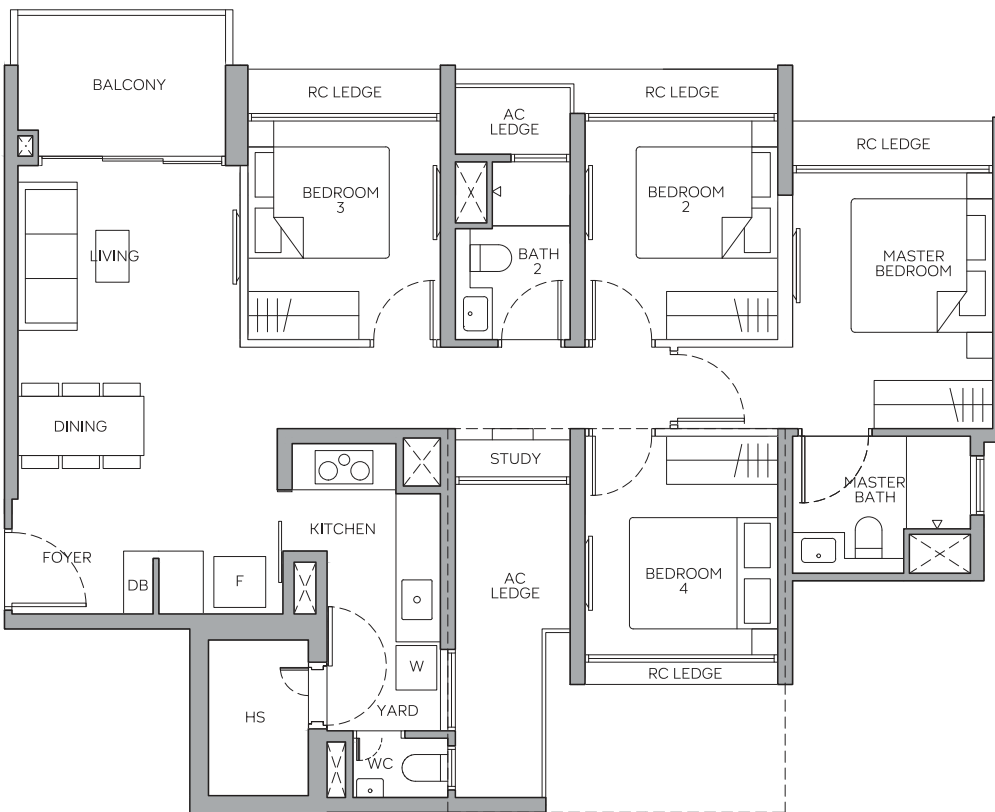 BALCONY
RC LEDGE
AC
LEDGE
RC LEDGE
RC LEDGE
BEDROOM
3
BEDROOM
2
LIVING
BATH
2
MASTER
BEDROOM
DINING
STUDY
MASTER
BATH
KITCHEN
FOYER
DB
F
AC
LEDGE
BEDROOM
4
W
RC LEDGE
HS
YARD
WC